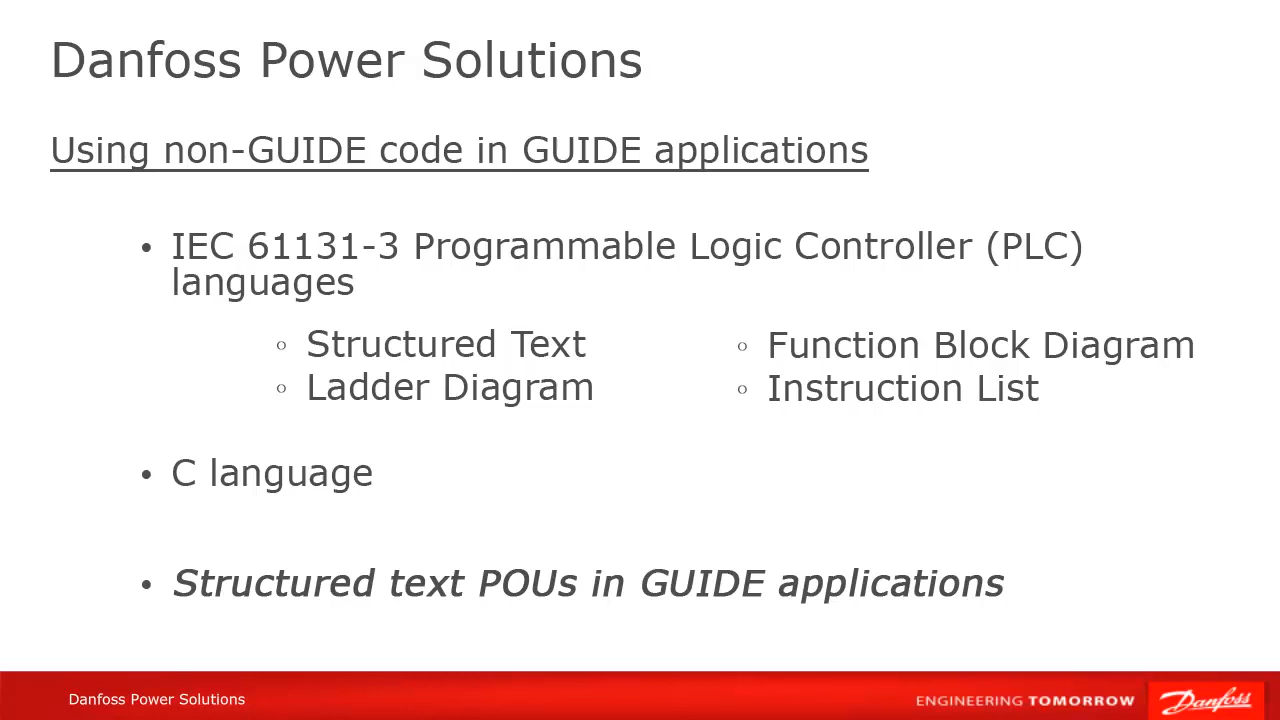 Danfoss Power Solutions
Using non-GUIDE code in GUIDE applications
• IEC 61131-3 Programmable Logic Controller (PLC)
languages
◦ Structured Text
◦ Ladder Diagram
◦ Function Block Diagram
◦ Instruction List
• C language
• Structured text POUs in GUIDE applications
Danfoss Power Solutions
ENGINEERING TOMORROW
Danfoss